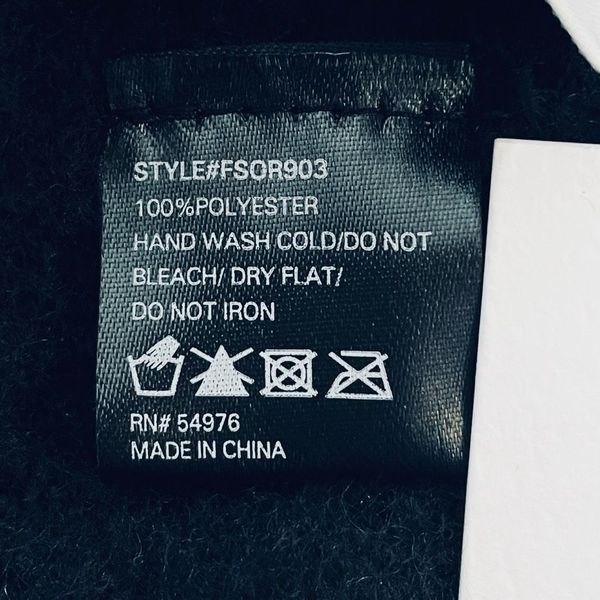 STYLE#FSOR903
100%POLYESTER
HAND WASH COLD/DO NOT
BLEACH/ DRY FLAT/
DO NOT IRON
RN# 54976
MADE IN CHINA